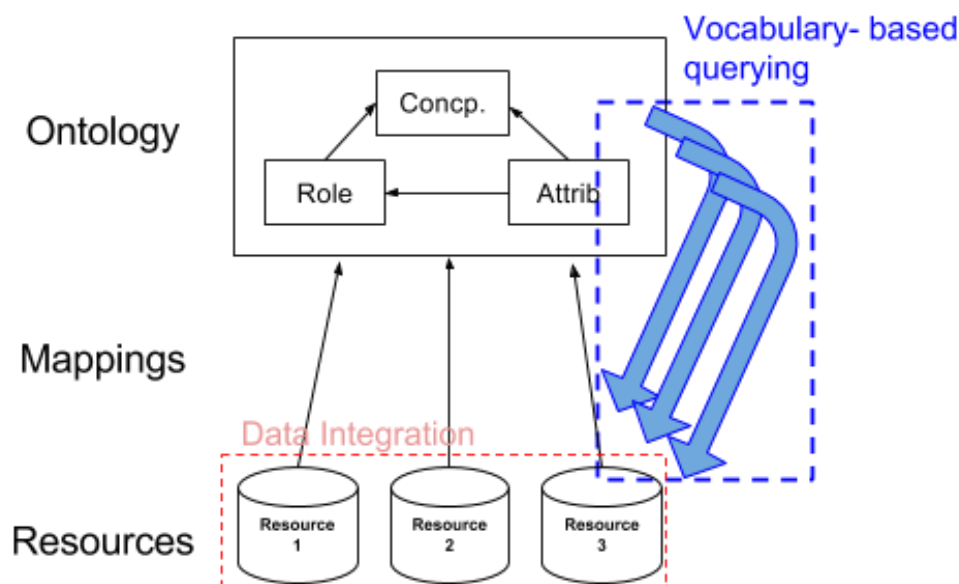 Vocabulary- based
querying
Ontology
Concp.
Role
Attrib
Mappings
Data Integration
Resources
Resource
1
Resource
2
Resource
3